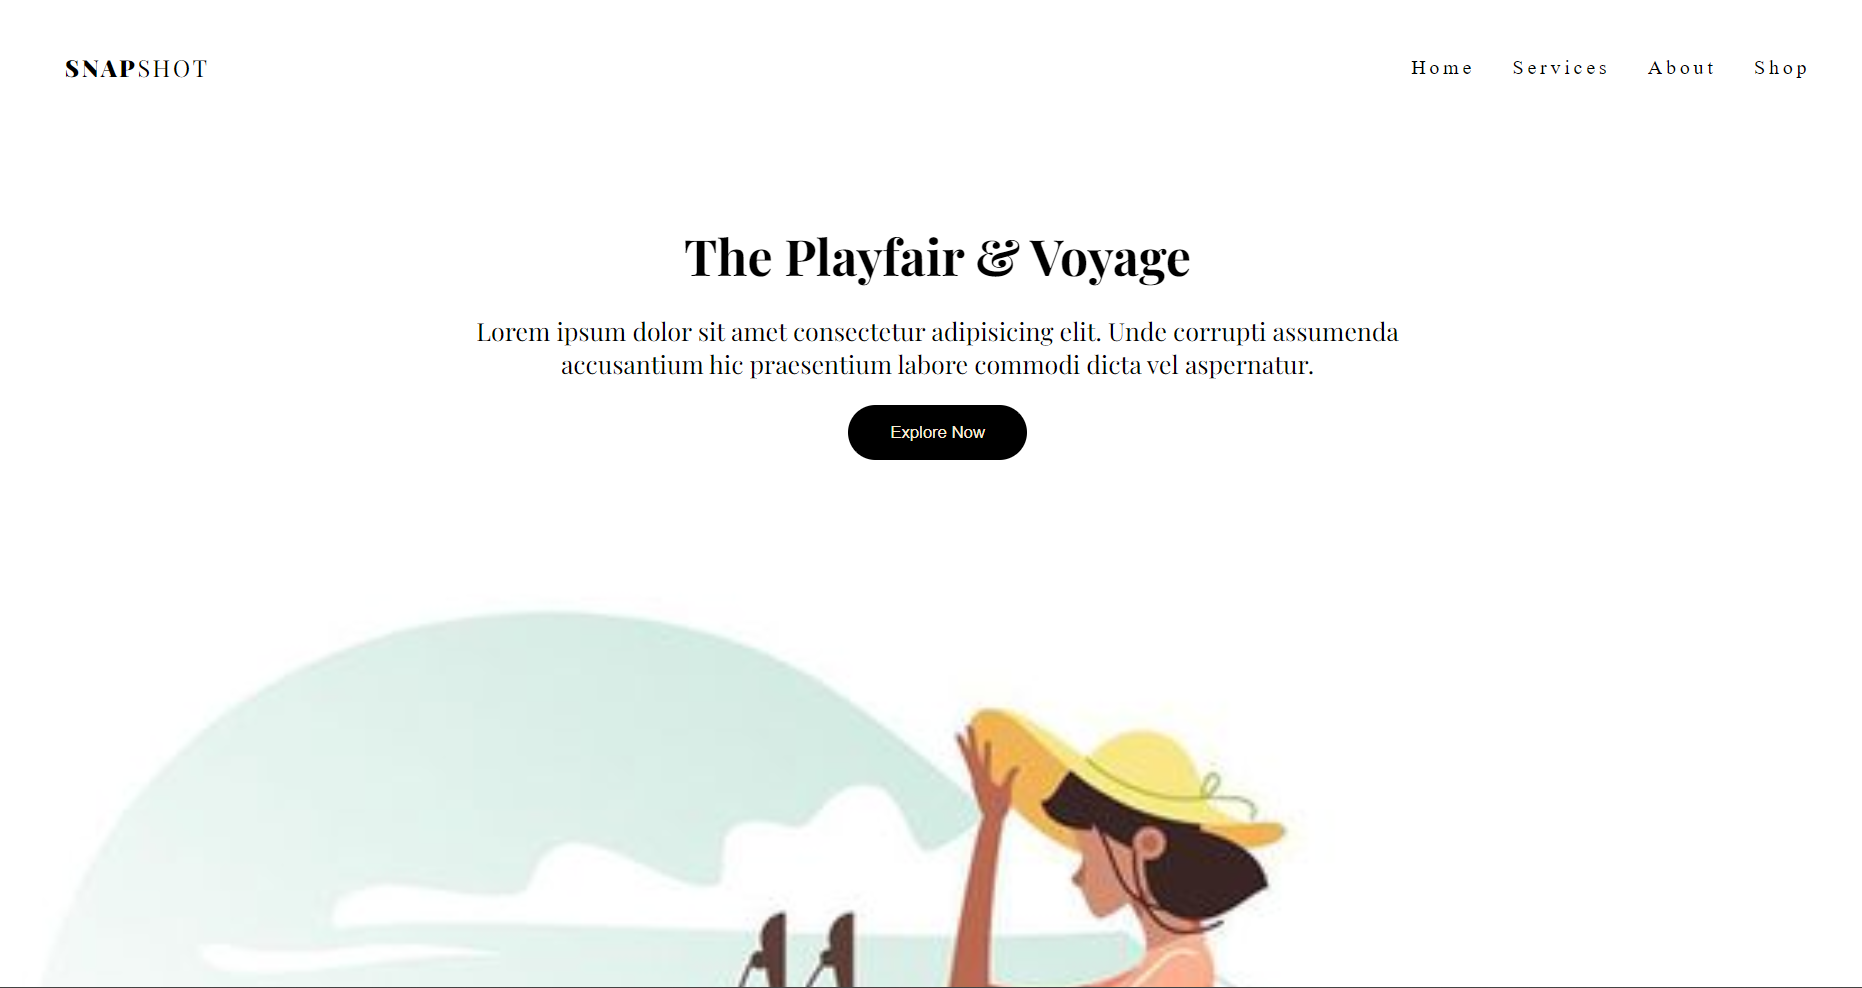 SNAPSHOT
Home Services About Shop
The Playfair & Voyage
Lorem ipsum dolor sit amet consectetur adipisicing elit. Unde corrupti assumenda
accusantium hic praesentium labore commodi dicta vel aspernatur.
Explore Now